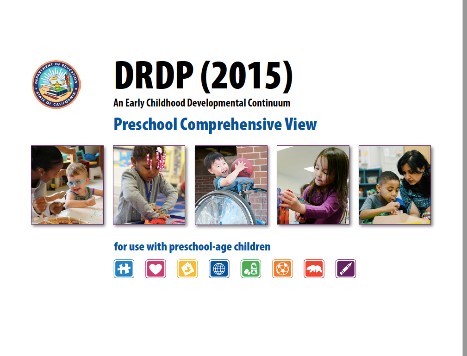 DRDP (2015)
An Early Childhood Developmental Continuum
Preschool Comprehensive View
for use with preschool-age children